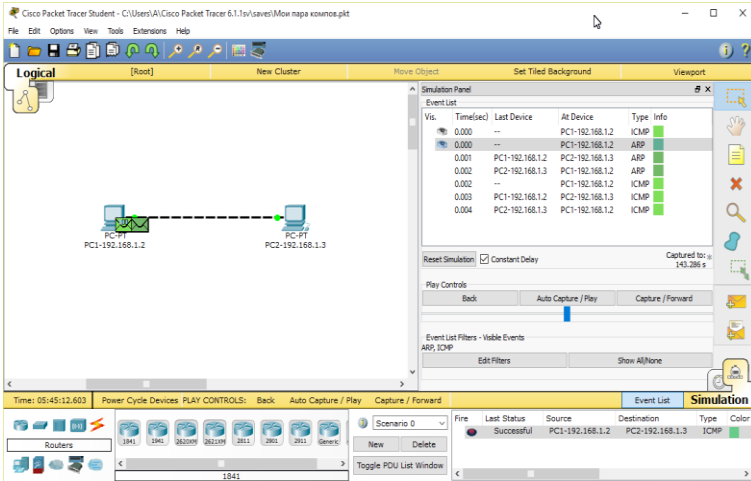 Cisco Packet Tracer Student - C:\Users\A\Cisco Packet Tracer 6.1.1sv\saves\Мои пара компов.pkt
File Edit Options View Tools Extensions Help
Logical [Root] New Cluster Move Object Set Tiled Background Viewport
Simulation Panel
Event List
Vis. Time(sec) Last Device At Device Type Info
0.000 -- PC1-192.168.1.2 ICMP
0.000 -- PC1-192.168.1.2 ARP
0.001 PC1-192.168.1.2 PC2-192.168.1.3 ARP
0.002 PC2-192.168.1.3 PC1-192.168.1.2 ARP
0.002 -- PC1-192.168.1.2 ICMP
0.003 PC1-192.168.1.2 PC2-192.168.1.3 ICMP
0.004 PC2-192.168.1.3 PC1-192.168.1.2 ICMP
PC-PT
PC1-192.168.1.2
PC-PT
PC2-192.168.1.3
Reset Simulation Constant Delay Captured to: *
143.286 s
Play Controls
Back Auto Capture / Play Capture / Forward
Event List Filters - Visible Events
ARP, ICMP
Edit Filters Show All/None
Time: 05:45:12.603 Power Cycle Devices PLAY CONTROLS: Back Auto Capture / Play Capture / Forward Event List Simulation
Routers
1841 1941 2620XM 2621XM 2811 2901 2911 Generic
1841
Scenario 0
New Delete
Toggle PDU List Window
Fire Last Status Source Destination Type Color
Successful PC1-192.168.1.2 PC2-192.168.1.3 ICMP